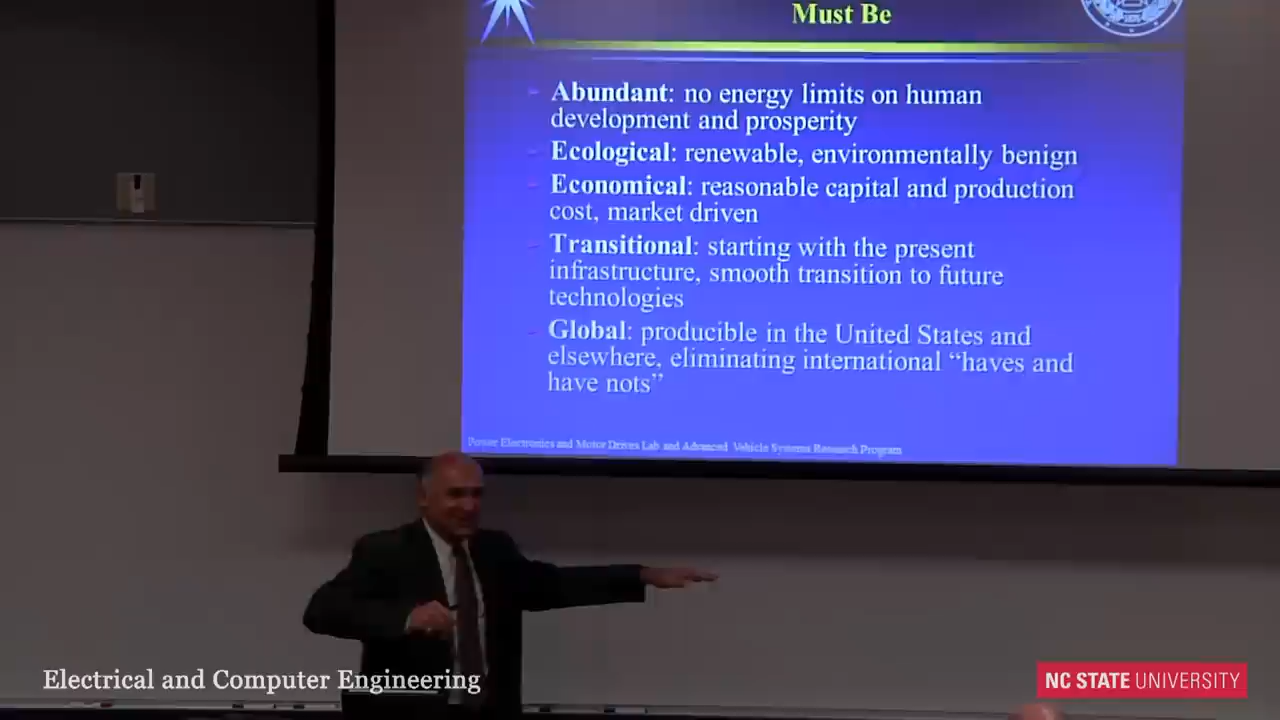 Must Be
Abundant: no energy limits on human
development and prosperity
Ecological: renewable, environmentally benign
Economical: reasonable capital and production
cost, market driven
Transitional: starting with the present
infrastructure, smooth transition to future
technologies
Global: producible in the United States and
elsewhere, eliminating international “haves and
have nots”
Power Electronics and Motor Drives Lab and Advanced Vehicle Systems Research Program
Electrical and Computer Engineering
NC STATE UNIVERSITY